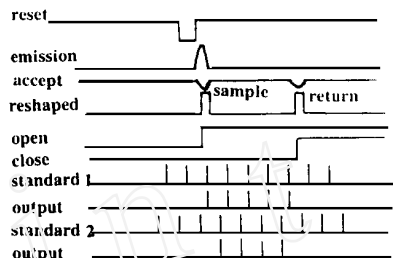 reset
emission
accept
sample
reshaped
return
open
close
standard 1
output
standard 2
output